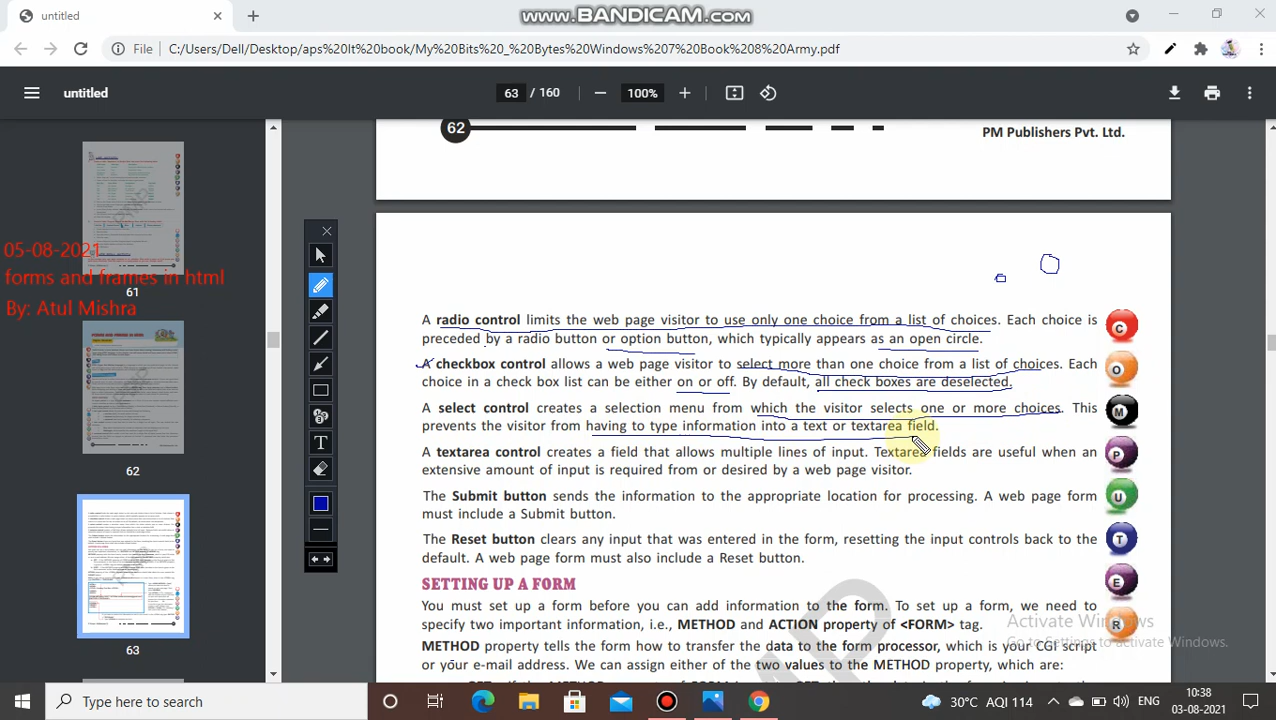 untitled
www.BANDICAM.com
File
C:/Users/Dell/Desktop/aps%20It%20book/My%20Bits%20_%20Bytes%20Windows%207%20Book%208%20Army.pdf
untitled
63 / 160
100%
62
PM Publishers Pvt. Ltd.
05-08-2021
forms and frames in html
By: Atul Mishra
61
62
63
A radio control limits the web page visitor to use only one choice from a list of choices. Each choice is
preceded by a radio button or option button, which typically appears as an open circle.
A checkbox control allows a web page visitor to select more than one choice from a list of choices. Each
choice in a check box list can be either on or off. By default, all check boxes are deselected.
A select control creates a selection menu from which the visitor selects one or more choices. This
prevents the visitor from having to type information into a text or textarea field.
A textarea control creates a field that allows multiple lines of input. Textarea fields are useful when an
extensive amount of input is required from or desired by a web page visitor.
The Submit button sends the information to the appropriate location for processing. A web page form
must include a Submit button.
The Reset button clears any input that was entered in the form, resetting the input controls back to the
default. A web page form must also include a Reset button.
SETTING UP A FORM
You must set up a form before you can add information to the form. To set up a form, we need to
specify two important information, i.e., METHOD and ACTION property of <FORM> tag.
METHOD property tells the form how to transfer the data to the form processor, which is your CGI script
or your e-mail address. We can assign either of the two values to the METHOD property, which are:
C
O
M
P
U
T
E
R
Activate Windows
Go to Settings to activate Windows.
T
Type here to search
30°C AQI 114
ENG
10:38
03-08-2021